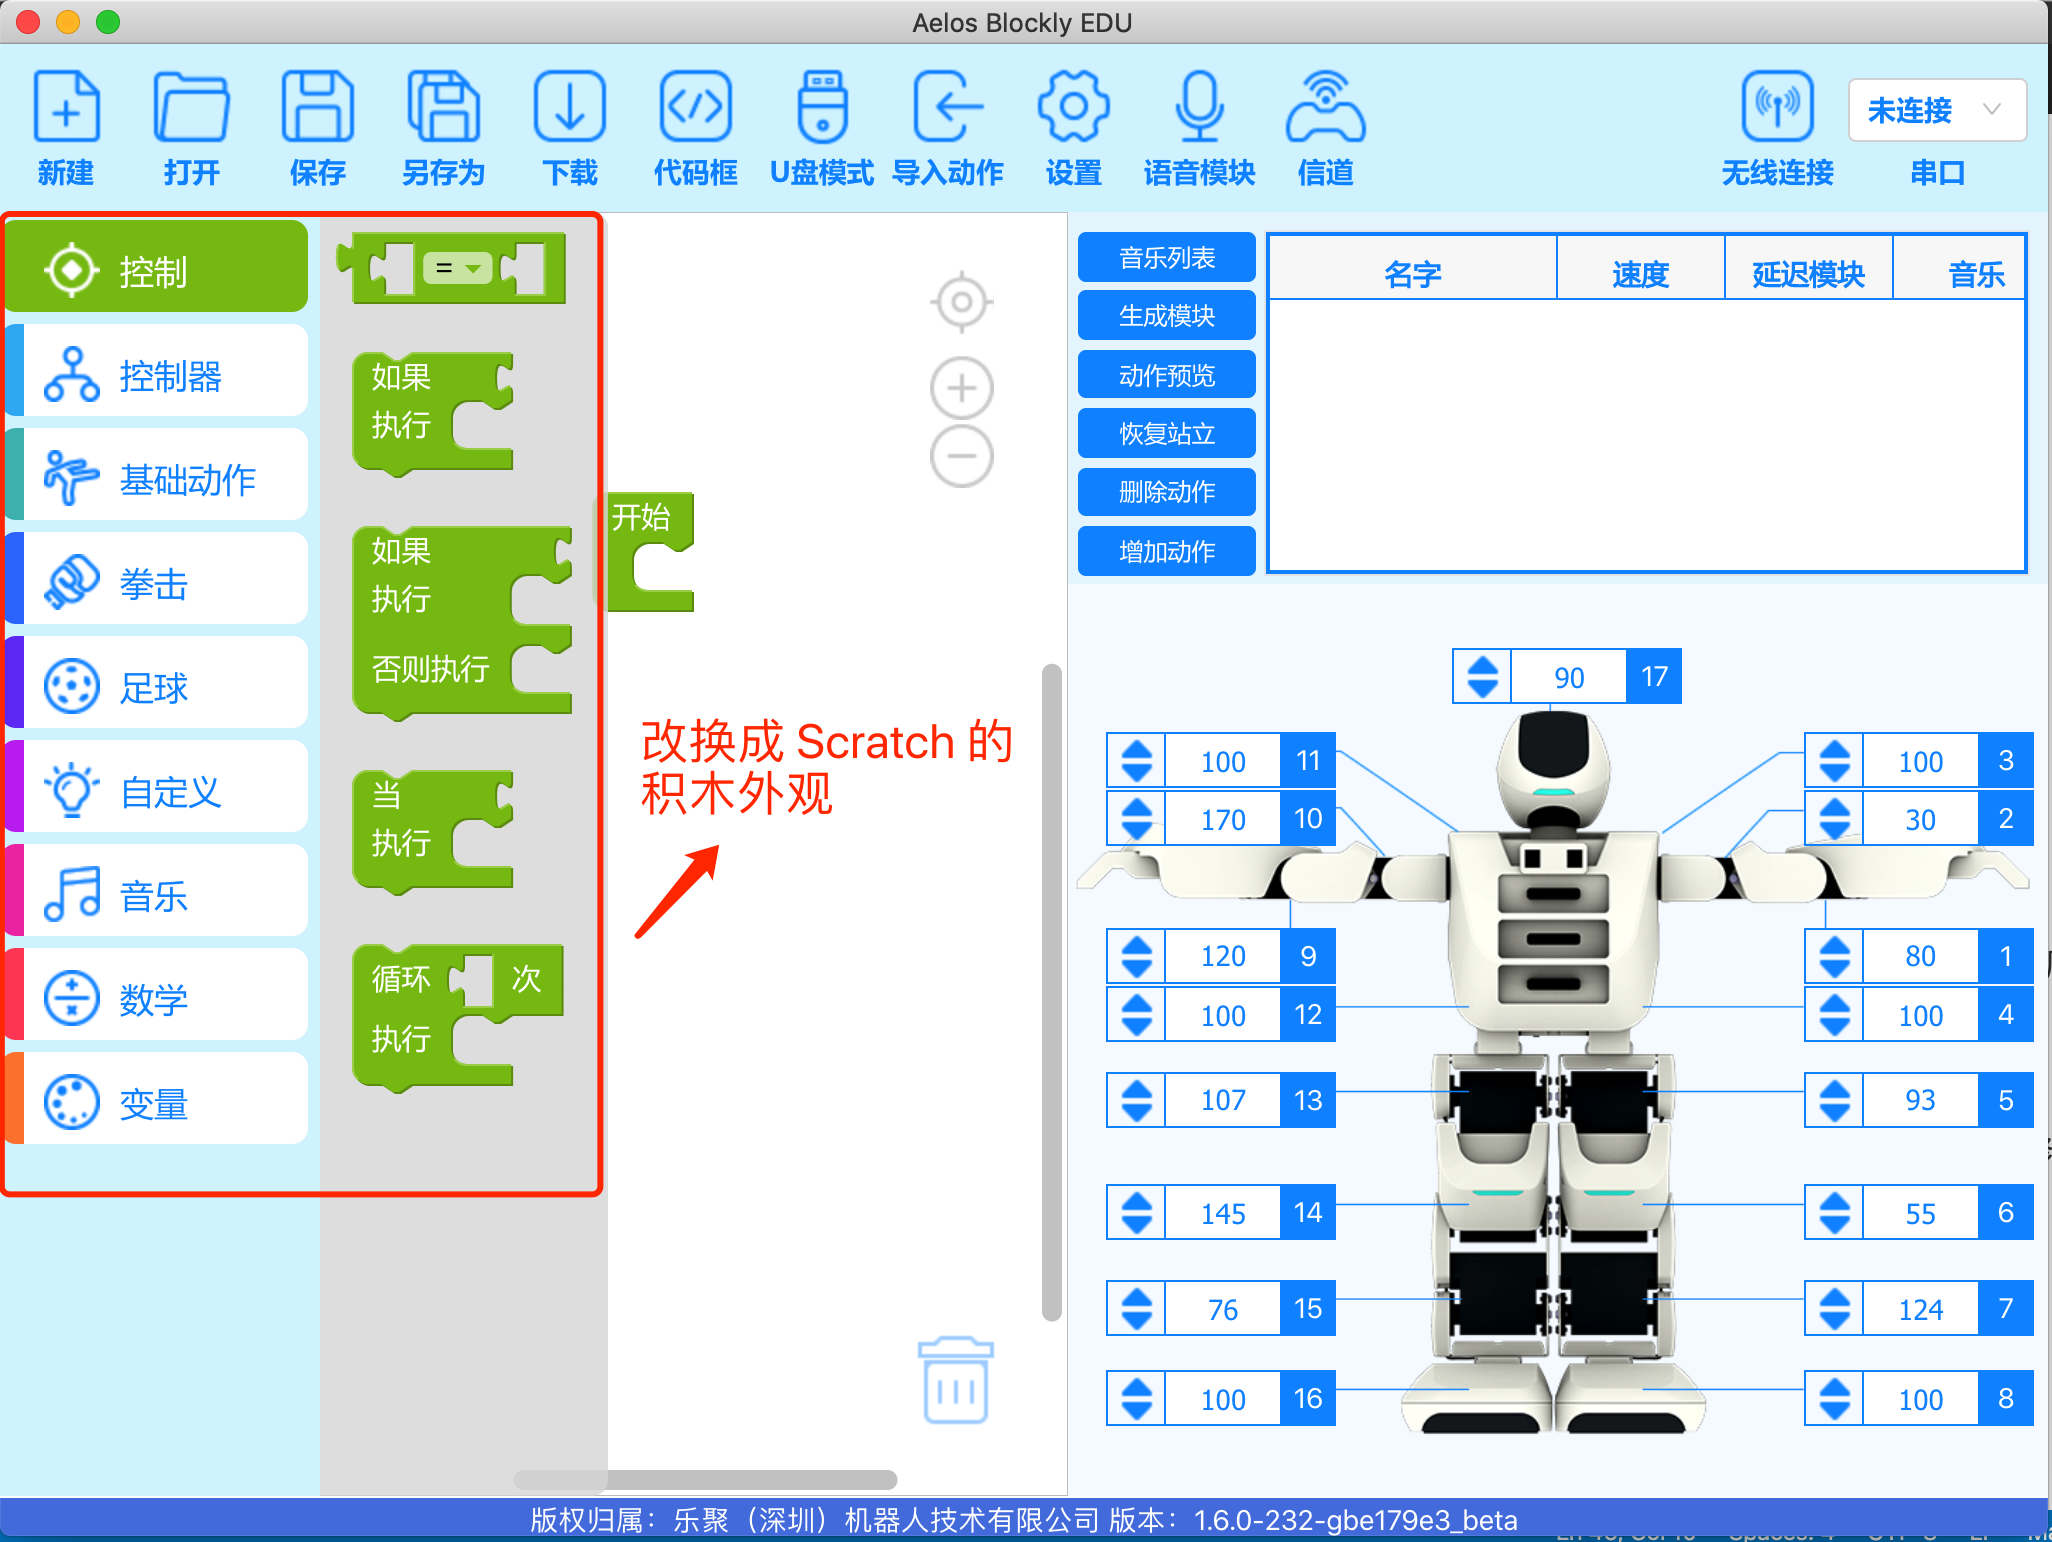 Aelos Blockly EDU
新建
打开
保存
另存为
下载
代码框
U盘模式
导入动作
设置
语音模块
信道
无线连接
未连接
串口
控制
控制器
基础动作
拳击
足球
自定义
音乐
数学
变量
=
如果
执行
如果
执行
否则执行
当
执行
循环 次
执行
开始
改换成 Scratch 的
积木外观
音乐列表
生成模块
动作预览
恢复站立
删除动作
增加动作
名字 速度 延迟模块 音乐
90 17
100 11
100 3
170 10
30 2
120 9
80 1
100 12
100 4
107 13
93 5
145 14
55 6
76 15
124 7
100 16
100 8
版权归属：乐聚（深圳）机器人技术有限公司 版本：1.6.0-232-gbe179e3_beta